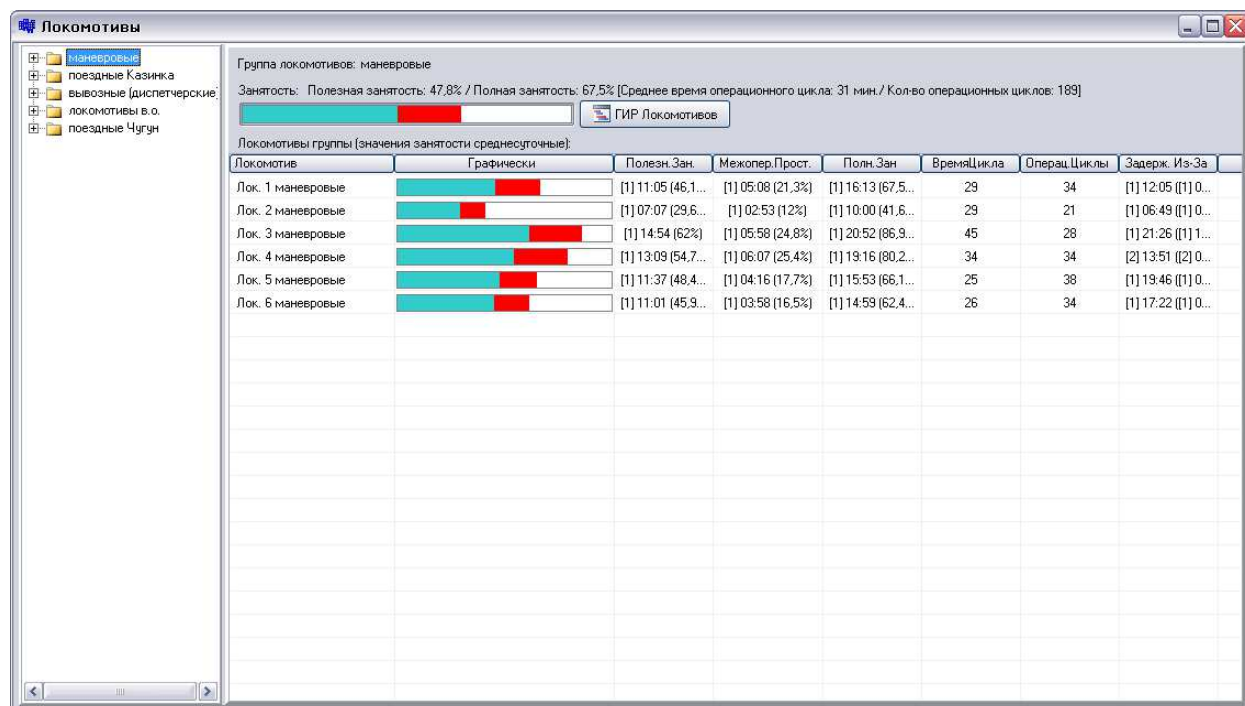 Локомотивы
маневровые
поездные Казинка
вывозные (диспетчерские)
локомотивы в.о.
поездные Чугун
Группа локомотивов: маневровые
Занятость: Полезная занятость: 47,8% / Полная занятость: 67,5% [Среднее время операционного цикла: 31 мин./ Кол-во операционных циклов: 189]
ГИР Локомотивов
Локомотивы группы (значения занятости среднесуточные):
Локомотив Графически Полезн.Зан. Межопер.Прост. Полн.Зан ВремяЦикла Операц.Циклы Задерж. Из-За
Лок. 1 маневровые [1] 11:05 (46,1... [1] 05:08 (21,3%) [1] 16:13 (67,5... 29 34 [1] 12:05 ([1] 0...
Лок. 2 маневровые [1] 07:07 (29,6... [1] 02:53 (12%) [1] 10:00 (41,6... 29 21 [1] 06:49 ([1] 0...
Лок. 3 маневровые [1] 14:54 (62%) [1] 05:58 (24,8%) [1] 20:52 (86,9... 45 28 [1] 21:26 ([1] 1...
Лок. 4 маневровые [1] 13:09 (54,7... [1] 06:07 (25,4%) [1] 19:16 (80,2... 34 34 [2] 13:51 ([2] 0...
Лок. 5 маневровые [1] 11:37 (48,4... [1] 04:16 (17,7%) [1] 15:53 (66,1... 25 38 [1] 19:46 ([1] 0...
Лок. 6 маневровые [1] 11:01 (45,9... [1] 03:58 (16,5%) [1] 14:59 (62,4... 26 34 [1] 17:22 ([1] 0...